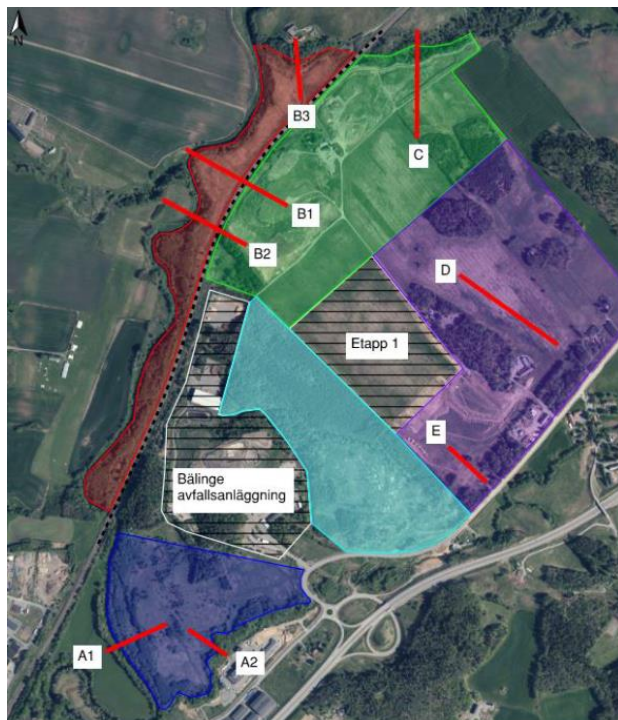 N
B3
C
B1
B2
D
Etapp 1
E
Bälinge
avfallsanläggning
A1
A2